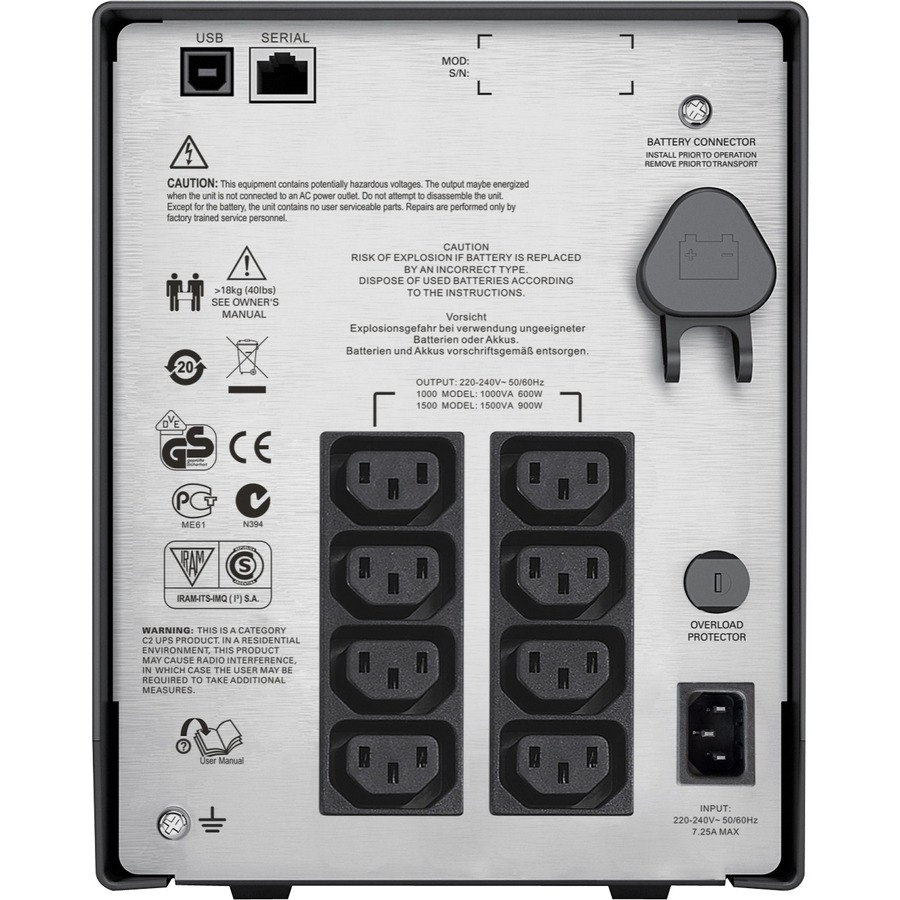 USB SERIAL
MOD:
S/N:
BATTERY CONNECTOR
INSTALL PRIOR TO OPERATION
REMOVE PRIOR TO TRANSPORT
CAUTION: This equipment contains potentially hazardous voltages. The output maybe energized
when the unit is not connected to an AC power outlet. Do not attempt to disassemble the unit.
Except for the battery, the unit contains no user serviceable parts. Repairs are performed only by
factory trained service personnel.
>18kg (40lbs)
SEE OWNER'S
MANUAL
CAUTION
RISK OF EXPLOSION IF BATTERY IS REPLACED
BY AN INCORRECT TYPE.
DISPOSE OF USED BATTERIES ACCORDING
TO THE INSTRUCTIONS.
Vorsicht
Explosionsgefahr bei verwendung ungeeigneter
Batterien oder Akkus.
Batterien und Akkus vorschriftsgemäß entsorgen.
20
OUTPUT: 220-240V~ 50/60Hz
1000 MODEL: 1000VA 600W
1500 MODEL: 1500VA 900W
DVE
GS
geprüfte
Sicherheit
CE
PCT
ME61
N394
IRAM
REPUBLICA
S
ARGENTINA
IRAM-ITS-IMQ ( I³) S.A.
WARNING: THIS IS A CATEGORY
C2 UPS PRODUCT. IN A RESIDENTIAL
ENVIRONMENT, THIS PRODUCT
MAY CAUSE RADIO INTERFERENCE,
IN WHICH CASE THE USER MAY BE
REQUIRED TO TAKE ADDITIONAL
MEASURES.
?
User Manual
OVERLOAD
PROTECTOR
INPUT:
220-240V~ 50/60Hz
7.25A MAX